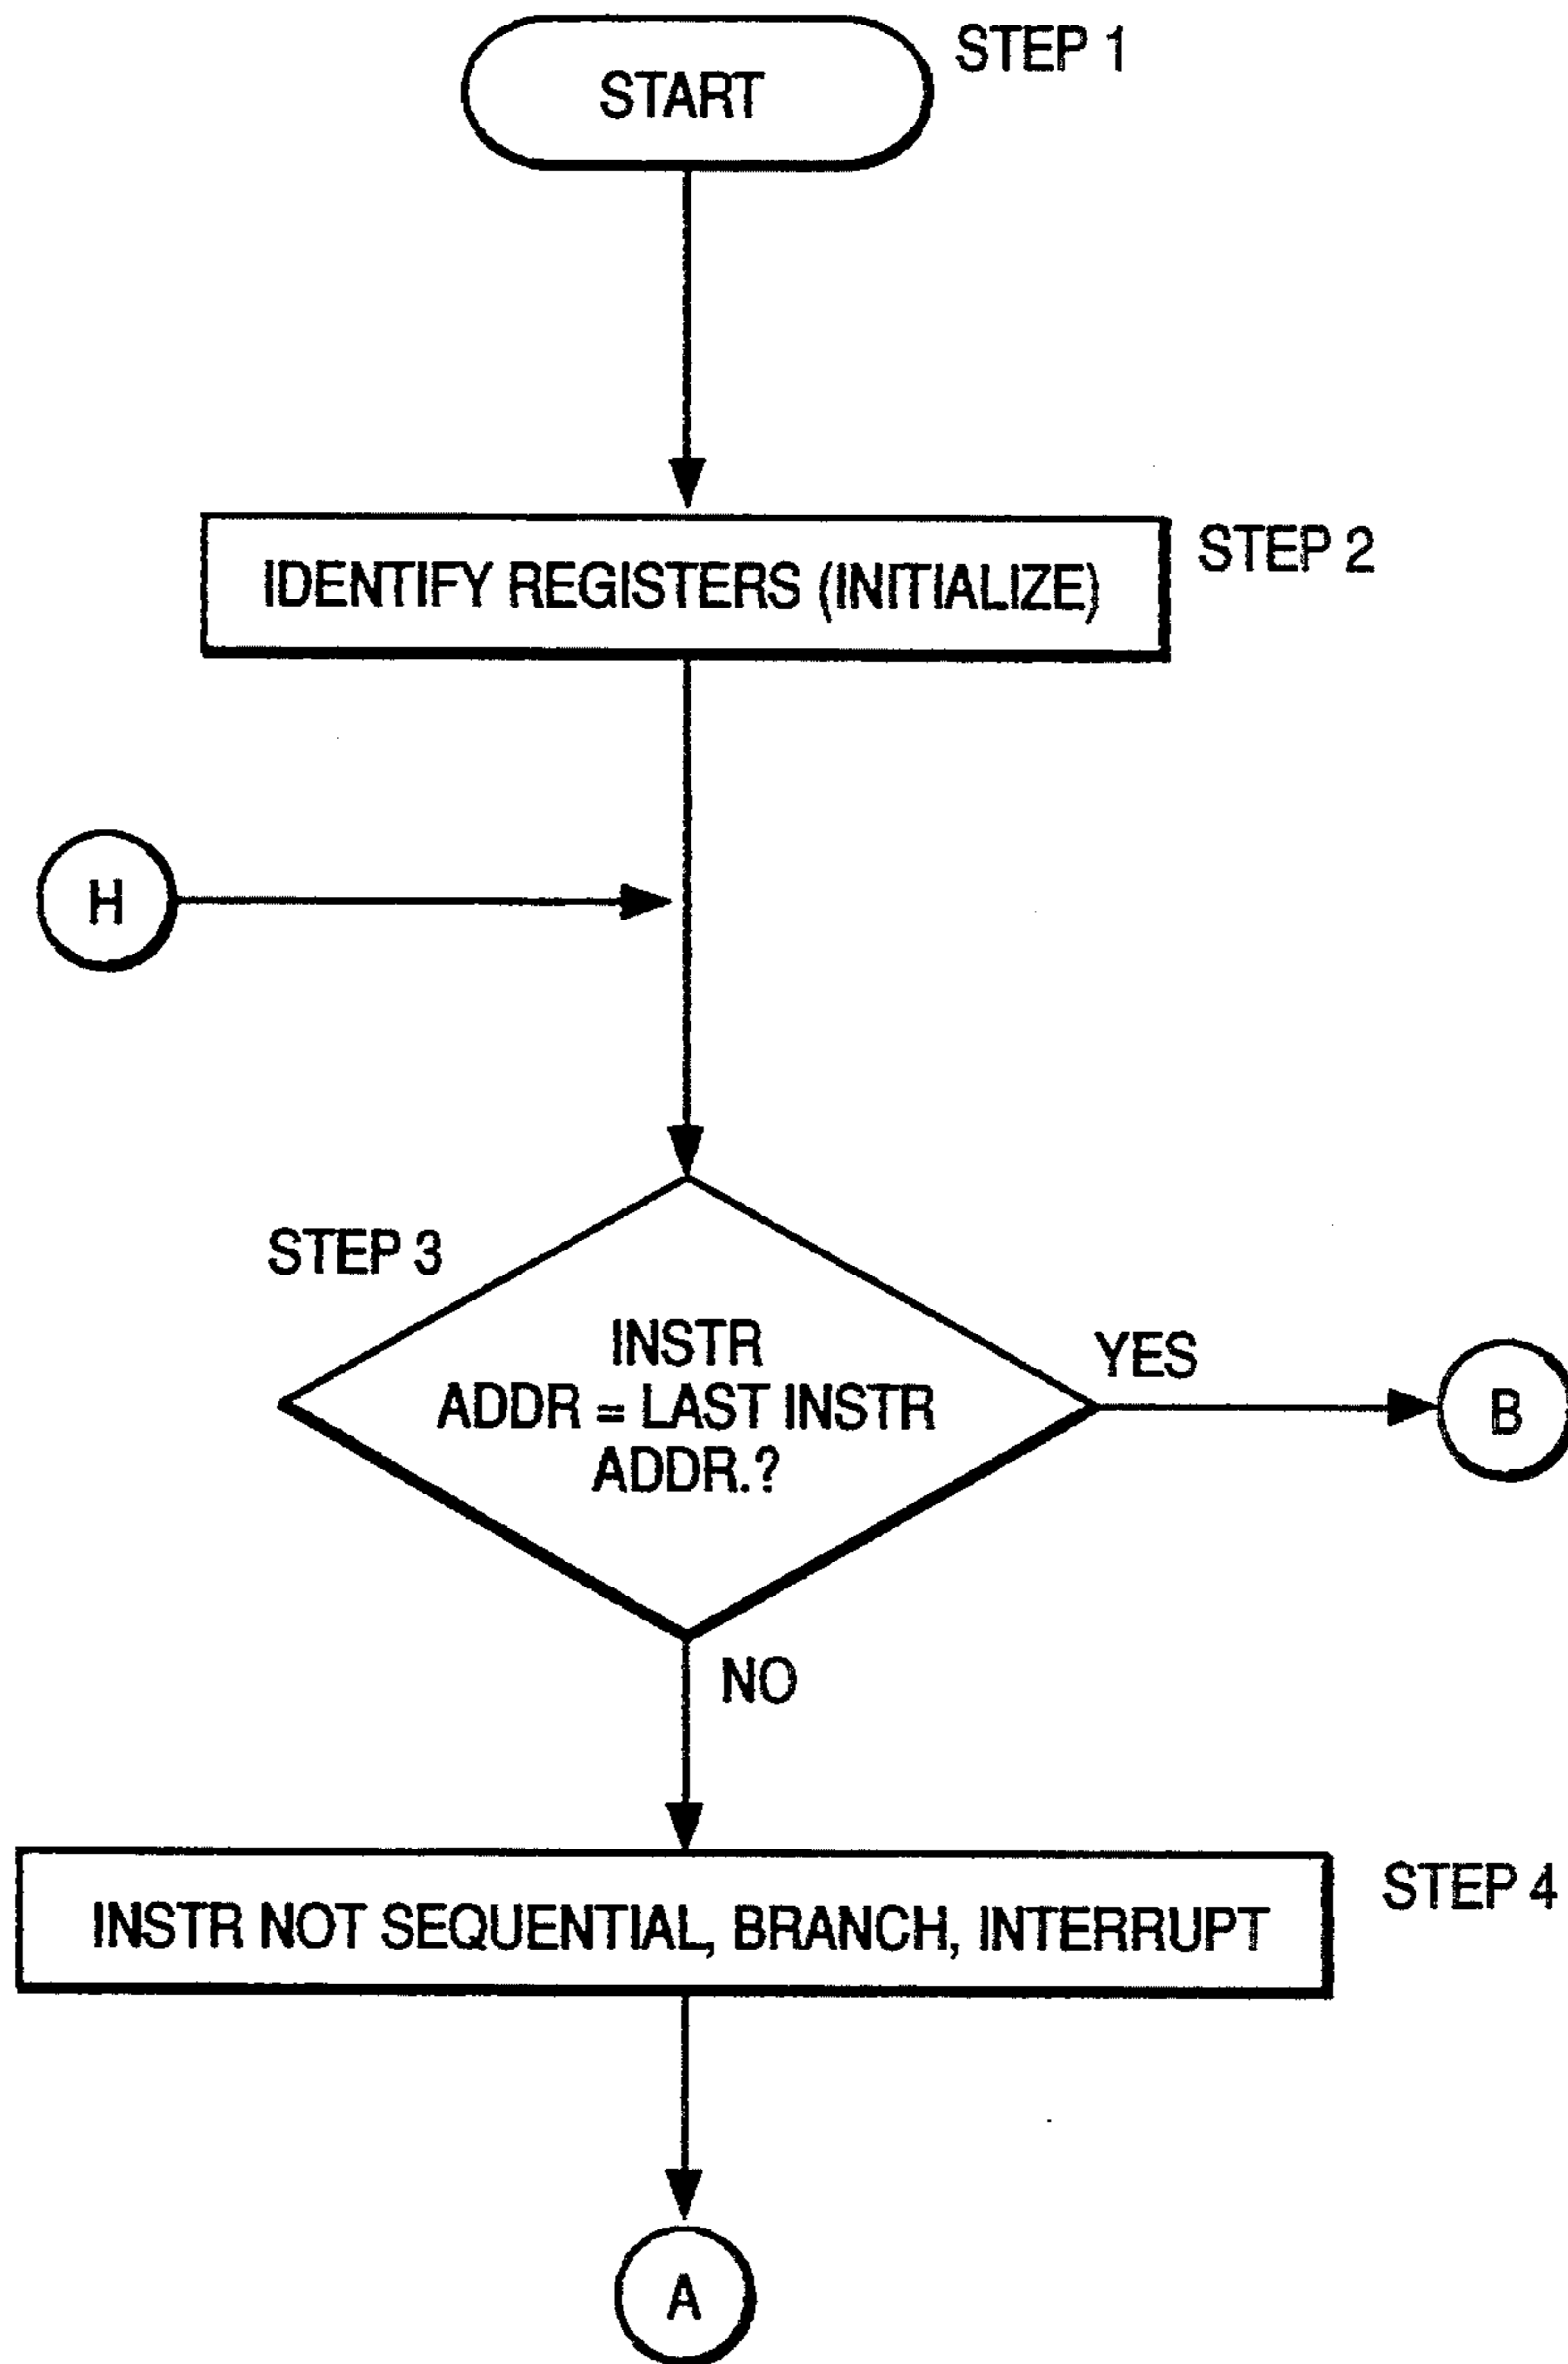 START
STEP 1
IDENTIFY REGISTERS (INITIALIZE)
STEP 2
H
STEP 3
INSTR
ADDR = LAST INSTR
ADDR.?
YES
B
NO
INSTR NOT SEQUENTIAL, BRANCH, INTERRUPT
STEP 4
A